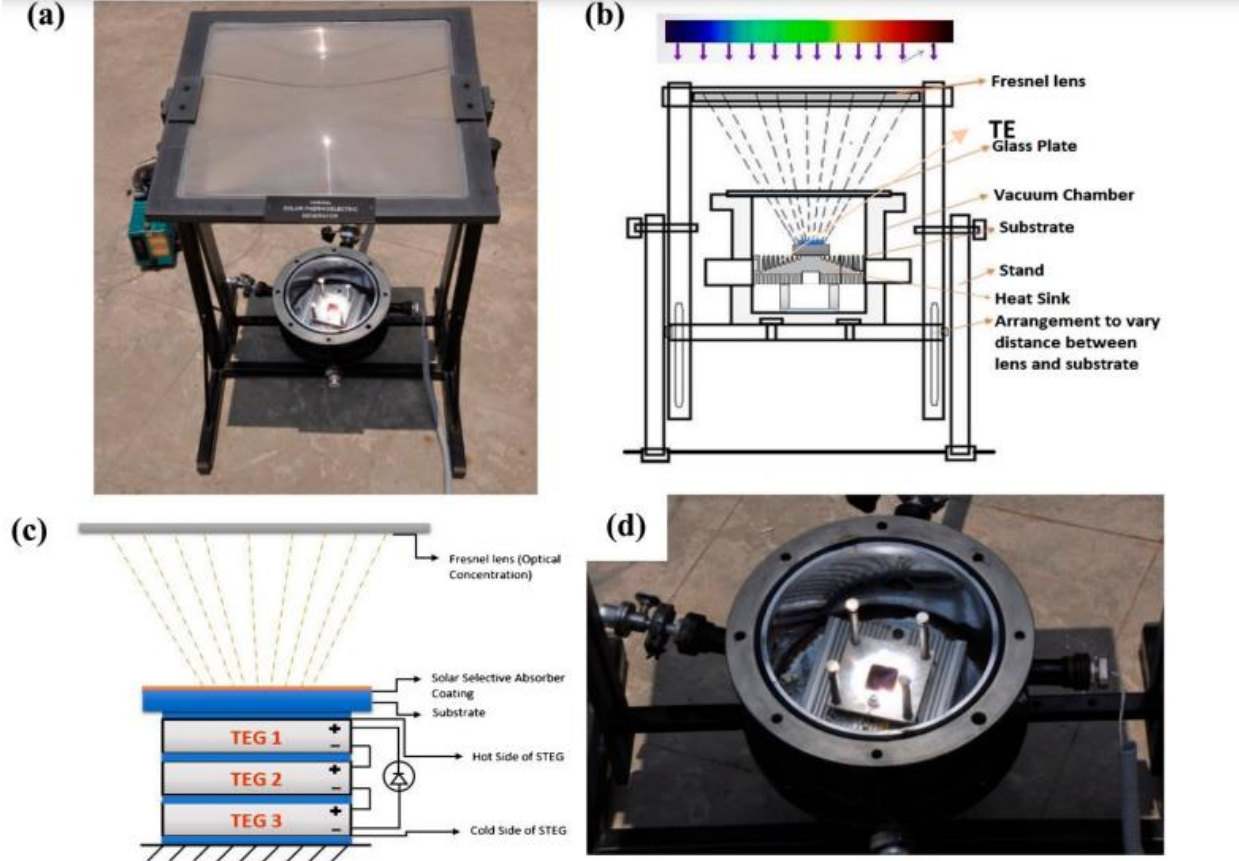 (a)
SOLAR THERMOELECTRIC
GENERATOR
(b)
Fresnel lens
TE
Glass Plate
Vacuum Chamber
Substrate
Stand
Heat Sink
Arrangement to vary
distance between
lens and substrate
(c)
Fresnel lens (Optical
Concentration)
Solar Selective Absorber
Coating
Substrate
TEG 1
+
−
Hot Side of STEG
TEG 2
+
−
TEG 3
+
−
Cold Side of STEG
(d)